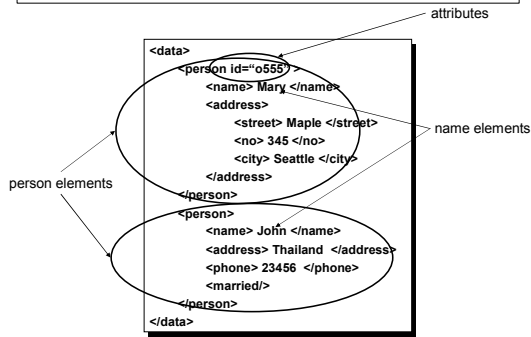 attributes
<data>
<person id=“o555” >
<name> Mary </name>
<address>
<street> Maple </street>
<no> 345 </no>
<city> Seattle </city>
</address>
</person>
<person>
<name> John </name>
<address> Thailand </address>
<phone> 23456 </phone>
<married/>
</person>
</data>
name elements
person elements